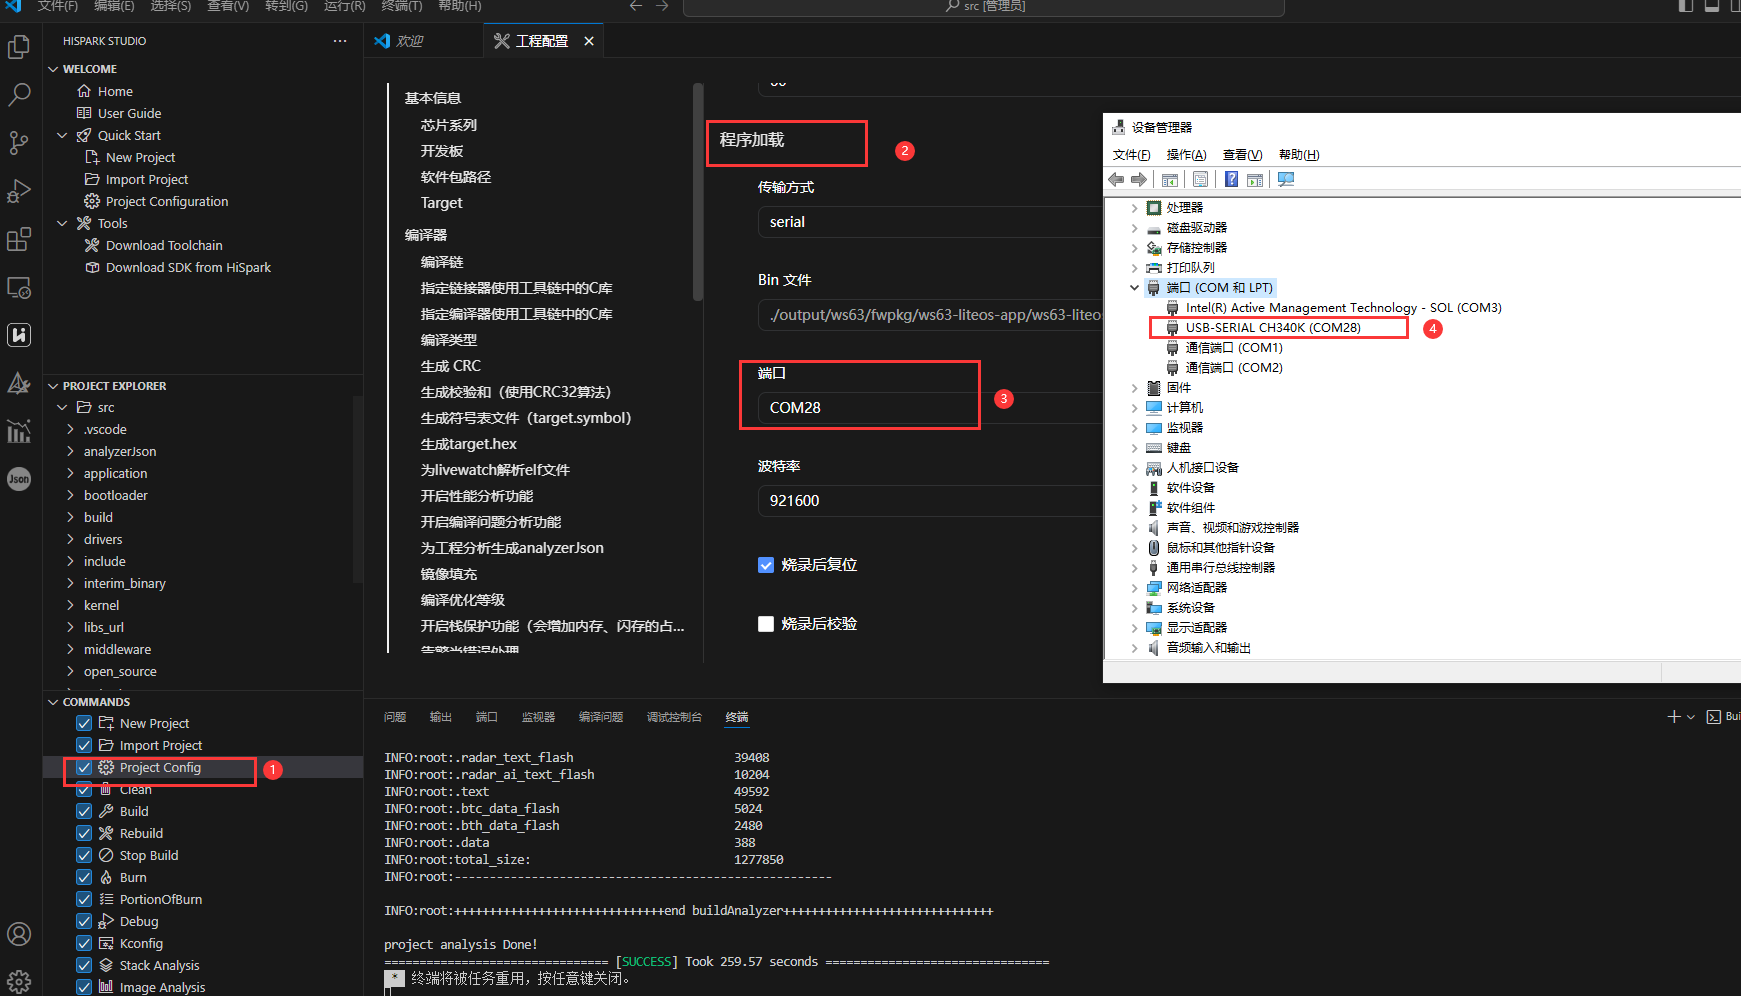 文件(F) 编辑(E) 选择(S) 查看(V) 转到(G) 运行(R) 终端(T) 帮助(H)
src [管理员]
HISPARK STUDIO
WELCOME
Home
User Guide
Quick Start
New Project
Import Project
Project Configuration
Tools
Download Toolchain
Download SDK from HiSpark
PROJECT EXPLORER
src
.vscode
analyzerJson
application
bootloader
build
drivers
include
interim_binary
kernel
libs_url
middleware
open_source
COMMANDS
New Project
Import Project
Project Config
1
Clean
Build
Rebuild
Stop Build
Burn
PortionOfBurn
Debug
Kconfig
Stack Analysis
Image Analysis
Json
欢迎
工程配置
基本信息
芯片系列
开发板
软件包路径
Target
编译器
编译链
指定链接器使用工具链中的C库
指定编译器使用工具链中的C库
编译类型
生成 CRC
生成校验和（使用CRC32算法）
生成符号表文件（target.symbol）
生成target.hex
为livewatch解析elf文件
开启性能分析功能
开启编译问题分析功能
为工程分析生成analyzerJson
镜像填充
编译优化等级
开启栈保护功能（会增加内存、闪存的占...
告警当错误处理
程序加载
2
传输方式
serial
Bin 文件
./output/ws63/fwpkg/ws63-liteos-app/ws63-liteos
端口
COM28
3
波特率
921600
烧录后复位
烧录后校验
设备管理器
文件(F) 操作(A) 查看(V) 帮助(H)
处理器
磁盘驱动器
存储控制器
打印队列
端口 (COM 和 LPT)
Intel(R) Active Management Technology - SOL (COM3)
USB-SERIAL CH340K (COM28)
4
通信端口 (COM1)
通信端口 (COM2)
固件
计算机
监视器
键盘
人机接口设备
软件设备
软件组件
声音、视频和游戏控制器
鼠标和其他指针设备
通用串行总线控制器
网络适配器
系统设备
显示适配器
音频输入和输出
问题 输出 端口 监视器 编译问题 调试控制台 终端
Bui
INFO:root:.radar_text_flash 39408
INFO:root:.radar_ai_text_flash 10204
INFO:root:.text 49592
INFO:root:.btc_data_flash 5024
INFO:root:.bth_data_flash 2480
INFO:root:.data 388
INFO:root:total_size: 1277850
INFO:root:------------------------------------------------------
INFO:root:++++++++++++++++++++++++++++++end buildAnalyzer++++++++++++++++++++++++++++++
project analysis Done!
================================ [SUCCESS] Took 259.57 seconds ================================
* 终端将被任务重用，按任意键关闭。